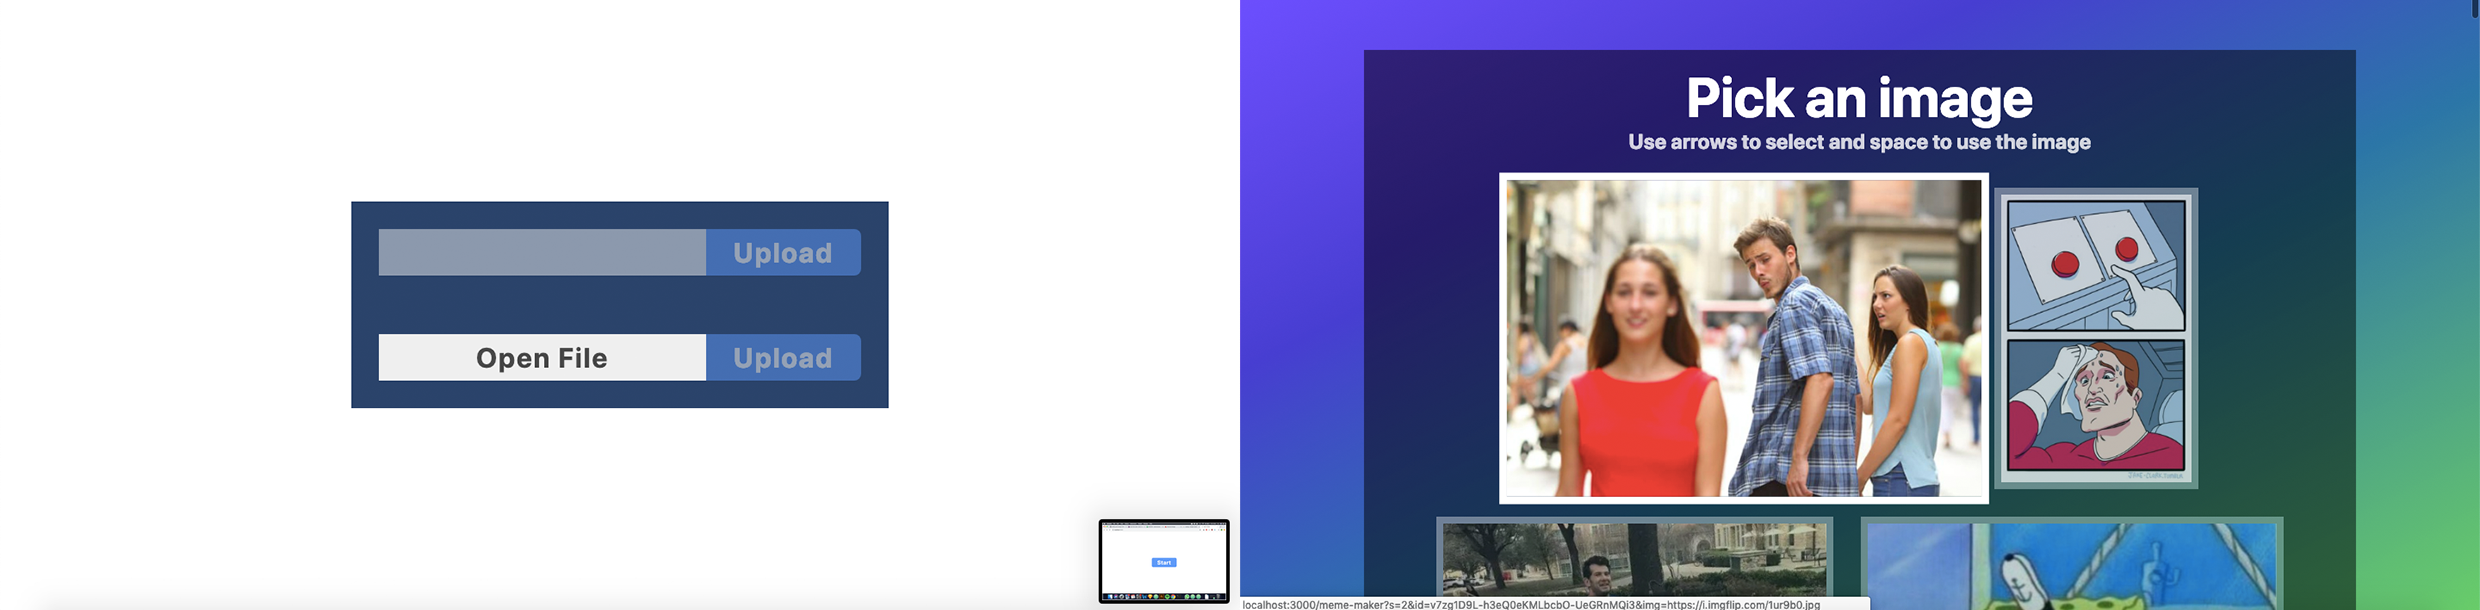 Upload
Open File
Upload
Start
Pick an image
Use arrows to select and space to use the image
localhost:3000/meme-maker?s=2&id=v7zg1D9L-h3eQ0eKMLbcbO-UeGRnMQi3&img=https://i.imgflip.com/1ur9b0.jpg